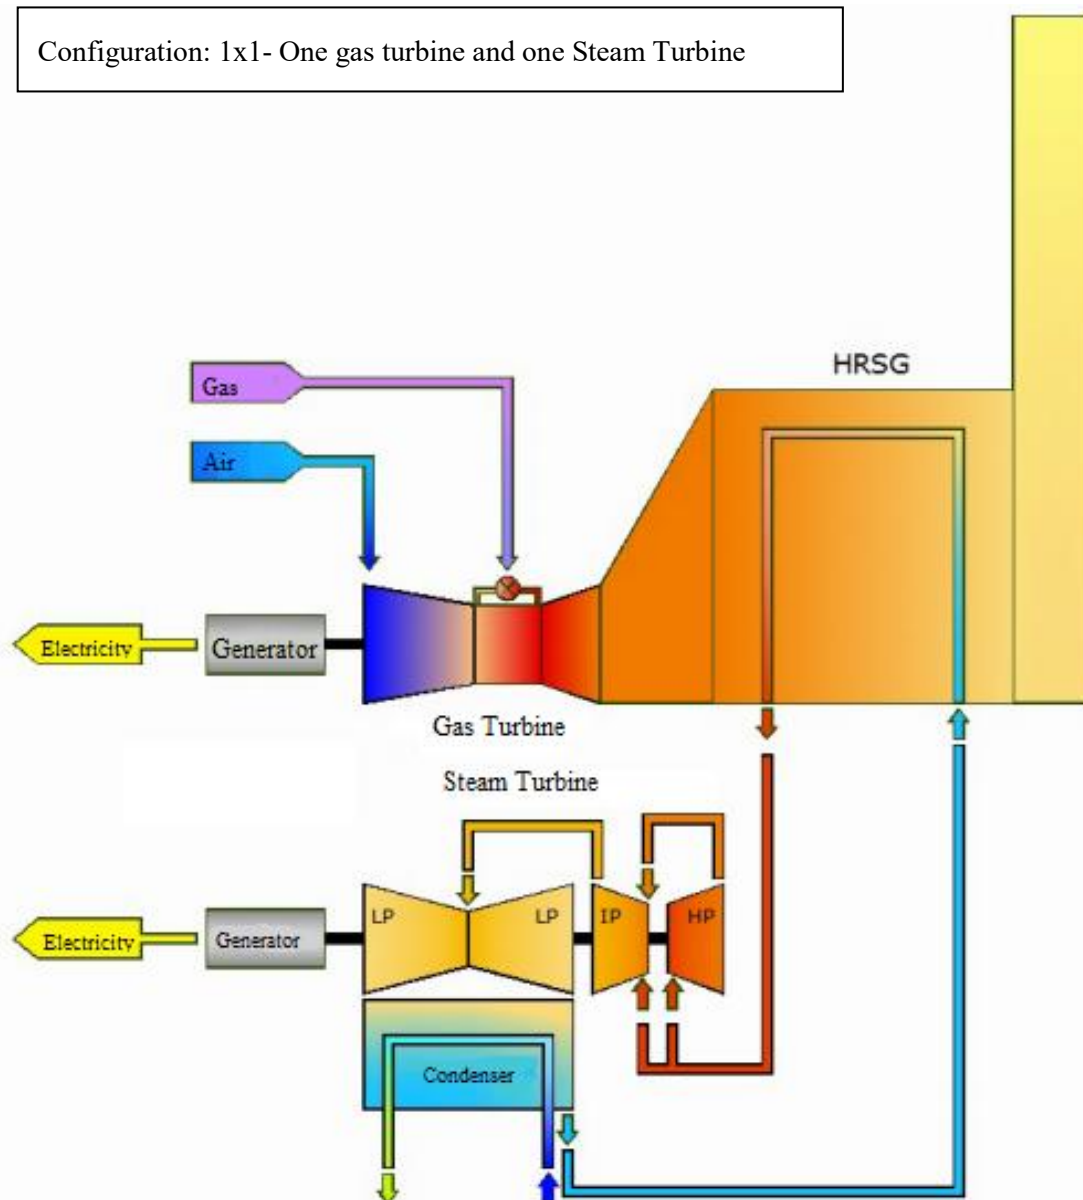 Configuration: 1x1- One gas turbine and one Steam Turbine
HRSG
Gas
Air
Electricity
Generator
Gas Turbine
Steam Turbine
LP
LP
IP
HP
Electricity
Generator
Condenser